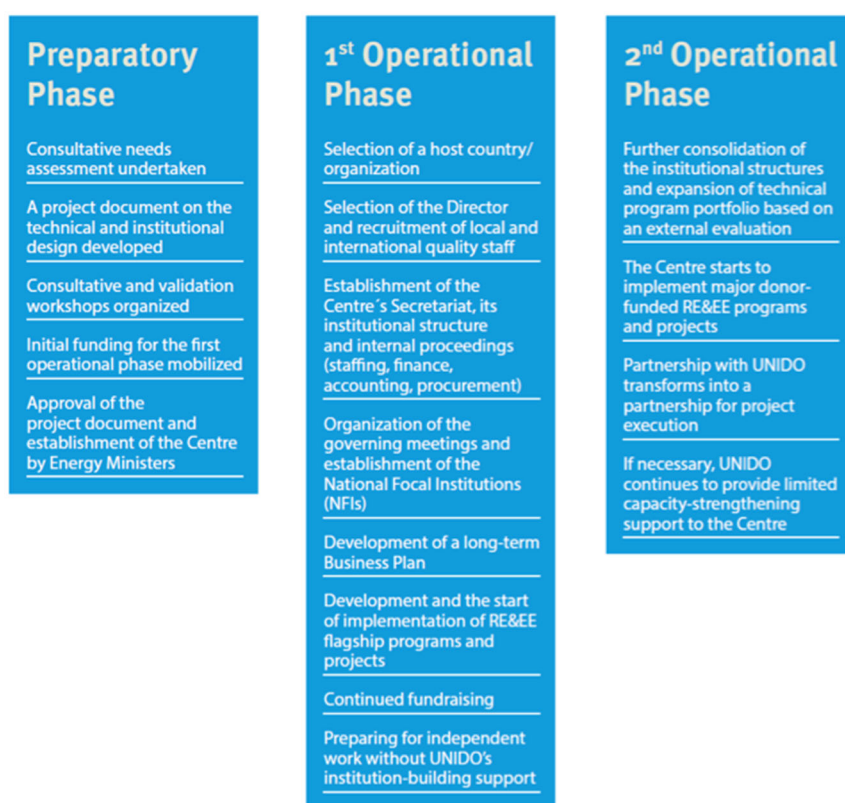 Preparatory
Phase
Consultative needs
assessment undertaken
A project document on the
technical and institutional
design developed
Consultative and validation
workshops organized
Initial funding for the first
operational phase mobilized
Approval of the
project document and
establishment of the Centre
by Energy Ministers
1st Operational
Phase
Selection of a host country/
organization
Selection of the Director
and recruitment of local and
international quality staff
Establishment of the
Centre´s Secretariat, its
institutional structure
and internal proceedings
(staffing, finance,
accounting, procurement)
Organization of the
governing meetings and
establishment of the
National Focal Institutions
(NFIs)
Development of a long-term
Business Plan
Development and the start
of implementation of RE&EE
flagship programs and
projects
Continued fundraising
Preparing for independent
work without UNIDO's
institution-building support
2nd Operational
Phase
Further consolidation of
the institutional structures
and expansion of technical
program portfolio based on
an external evaluation
The Centre starts to
implement major donor-
funded RE&EE programs
and projects
Partnership with UNIDO
transforms into a
partnership for project
execution
If necessary, UNIDO
continues to provide limited
capacity-strengthening
support to the Centre